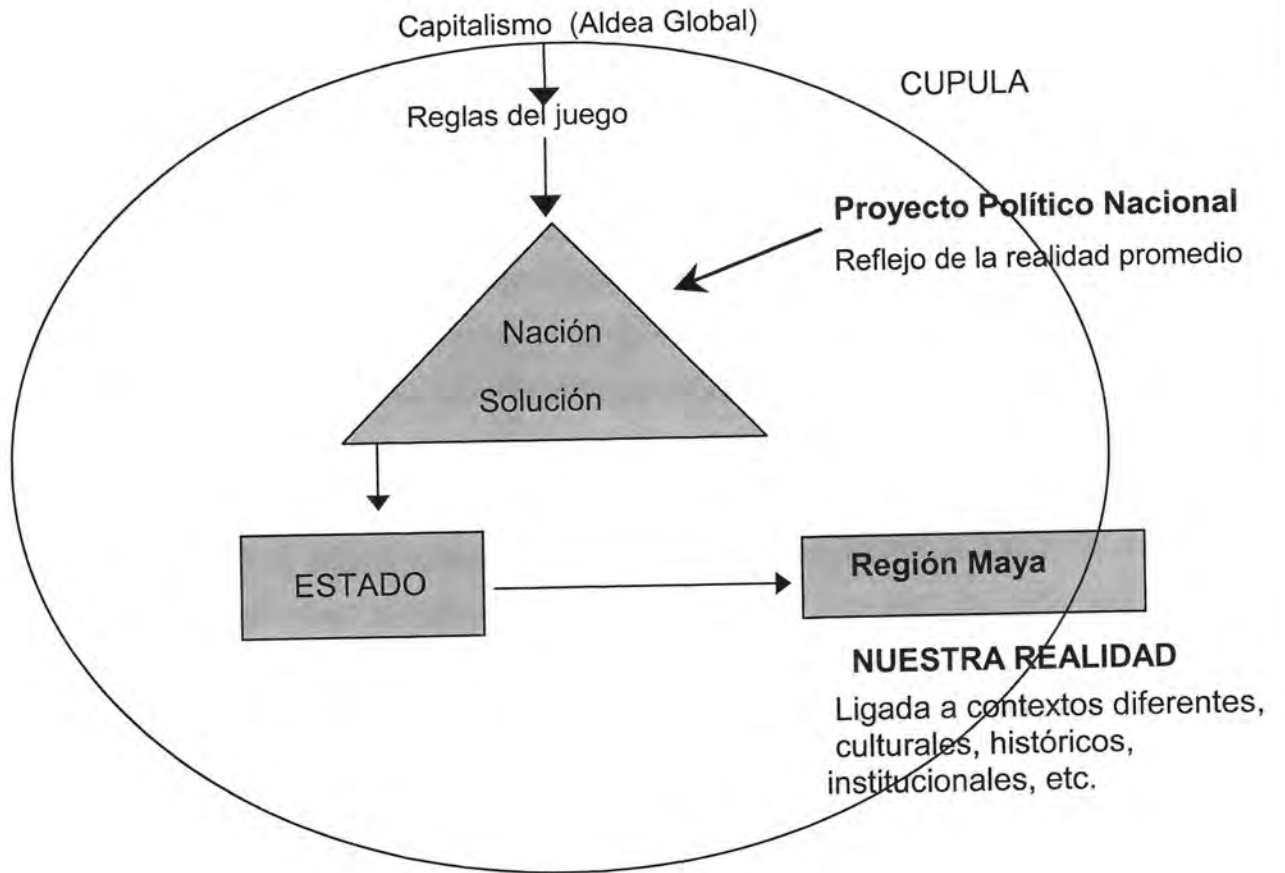 Capitalismo (Aldea Global)
CUPULA
Reglas del juego
Proyecto Político Nacional
Reflejo de la realidad promedio
Nación
Solución
ESTADO
Región Maya
NUESTRA REALIDAD
Ligada a contextos diferentes,
culturales, históricos,
institucionales, etc.